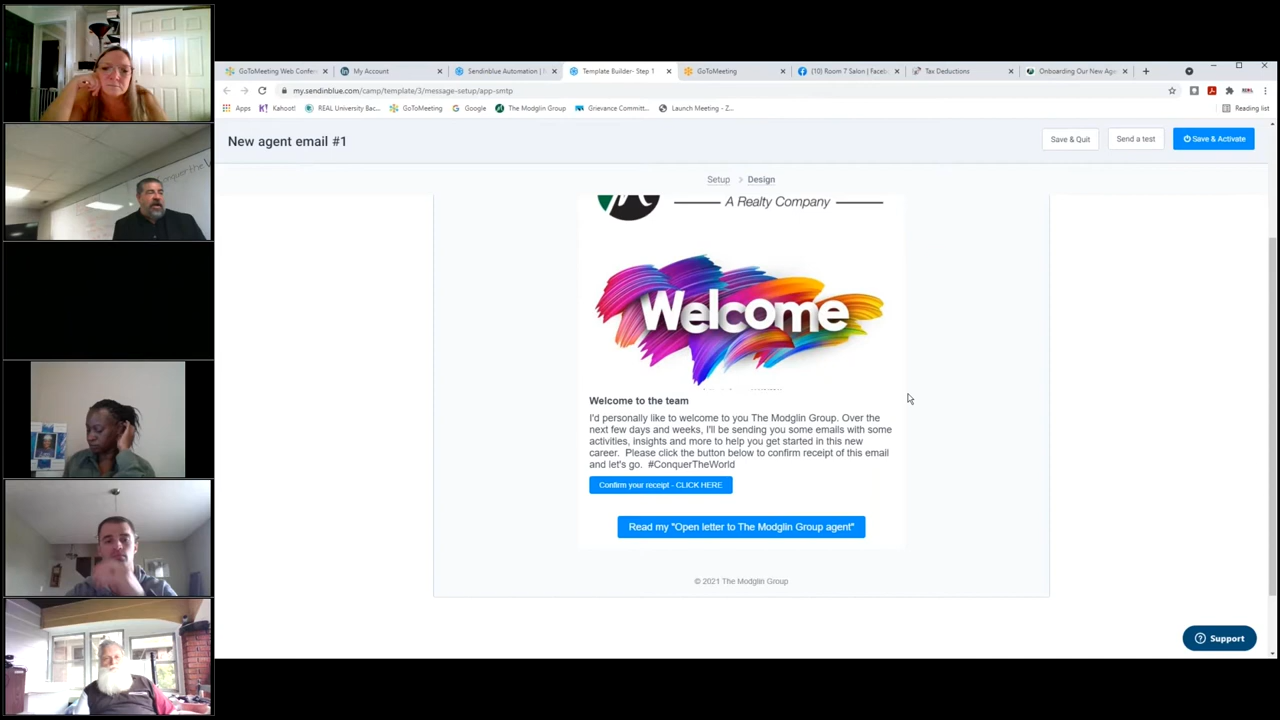 GoToMeeting Web Confe
My Account
Sendinblue Automation | F
Template Builder- Step 1
GoToMeeting
(10) Room 7 Salon | Faceb
Tax Deductions
Onboarding Our New Age
my.sendinblue.com/camp/template/3/message-setup/app-smtp
Apps
Kahoot!
REAL University Bac...
GoToMeeting
Google
The Modglin Group
Grievance Committ...
Launch Meeting - Z...
Reading list
New agent email #1
Save & Quit
Send a test
Save & Activate
Setup > Design
A Realty Company
Welcome
Welcome to the team
I'd personally like to welcome to you The Modglin Group. Over the
next few days and weeks, I'll be sending you some emails with some
activities, insights and more to help you get started in this new
career. Please click the button below to confirm receipt of this email
and let's go. #ConquerTheWorld
Confirm your receipt - CLICK HERE
Read my "Open letter to The Modglin Group agent"
© 2021 The Modglin Group
Support